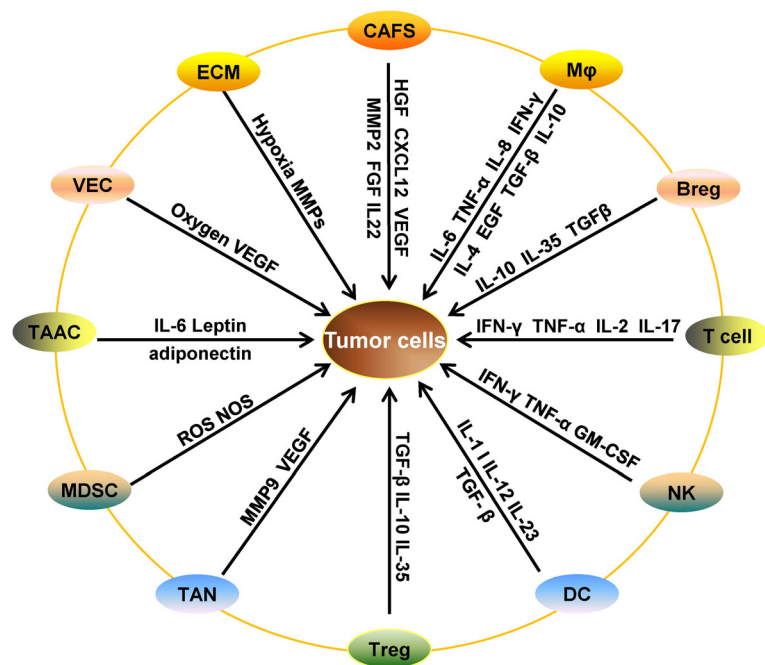 CAFS
HGF CXCL12 VEGF
MMP2 FGF IL22
Mφ
IL-6 TNF-α IL-8 IFN-γ
IL-4 EGF TGF-β IL-10
Breg
IL-10 IL-35 TGFβ
T cell
IFN-γ TNF-α IL-2 IL-17
NK
IFN-γ TNF-α GM-CSF
DC
IL-1 I IL-12 IL-23
TGF- β
Treg
TGF-β IL-10 IL-35
TAN
MMP9 VEGF
MDSC
ROS NOS
TAAC
IL-6 Leptin
adiponectin
VEC
Oxygen VEGF
ECM
Hypoxia MMPs
Tumor cells